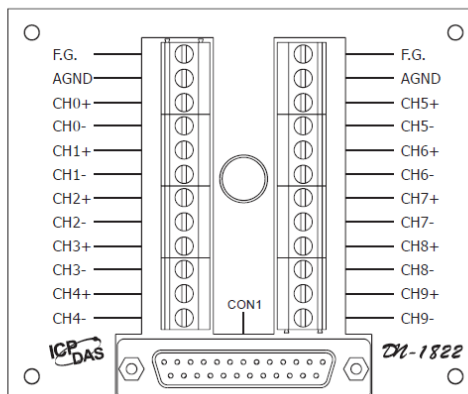 F.G.
AGND
CH0+
CH0-
CH1+
CH1-
CH2+
CH2-
CH3+
CH3-
CH4+
CH4-
F.G.
AGND
CH5+
CH5-
CH6+
CH6-
CH7+
CH7-
CH8+
CH8-
CH9+
CH9-
CON1
ICP
DAS
DN-1822